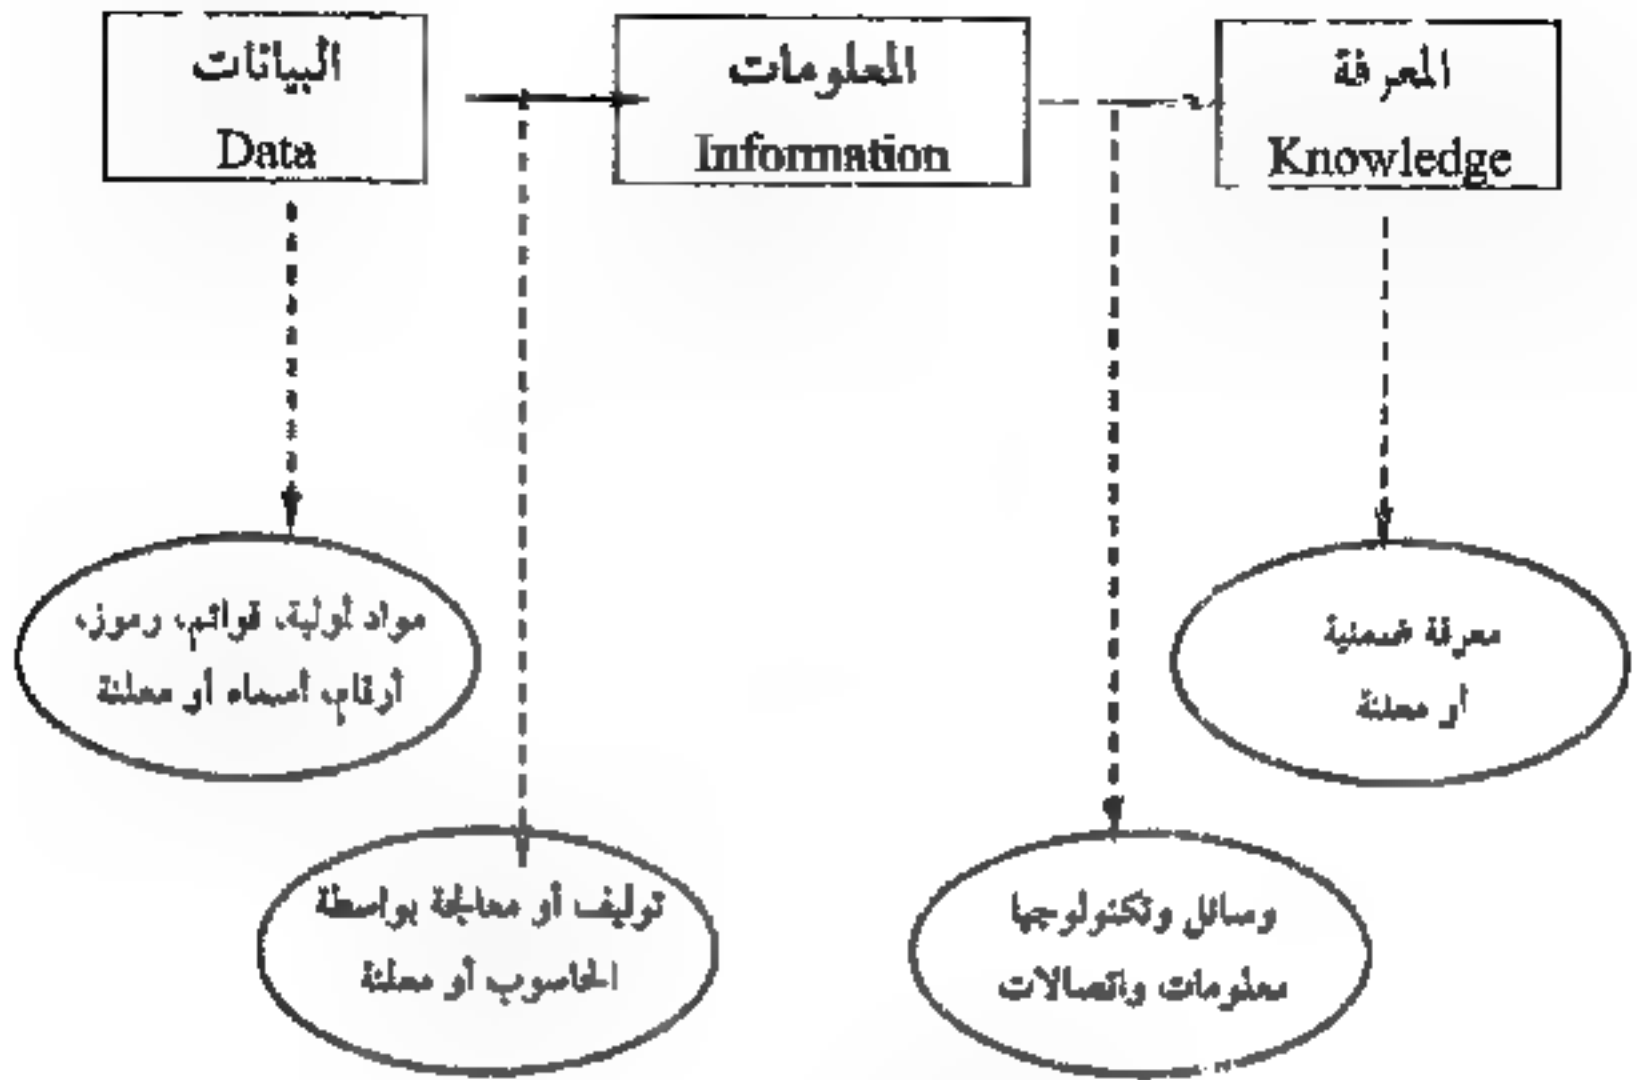 البيانات
Data
المعلومات
Information
المعرفة
Knowledge
مواد أولية، قوائم، رموز،
أرقام، أسماء أو معلنة
معرفة ضمنية
أو معلنة
توليف أو معالجة بواسطة
الحاسوب أو معلنة
وسائل وتكنولوجيا
معلومات واتصالات